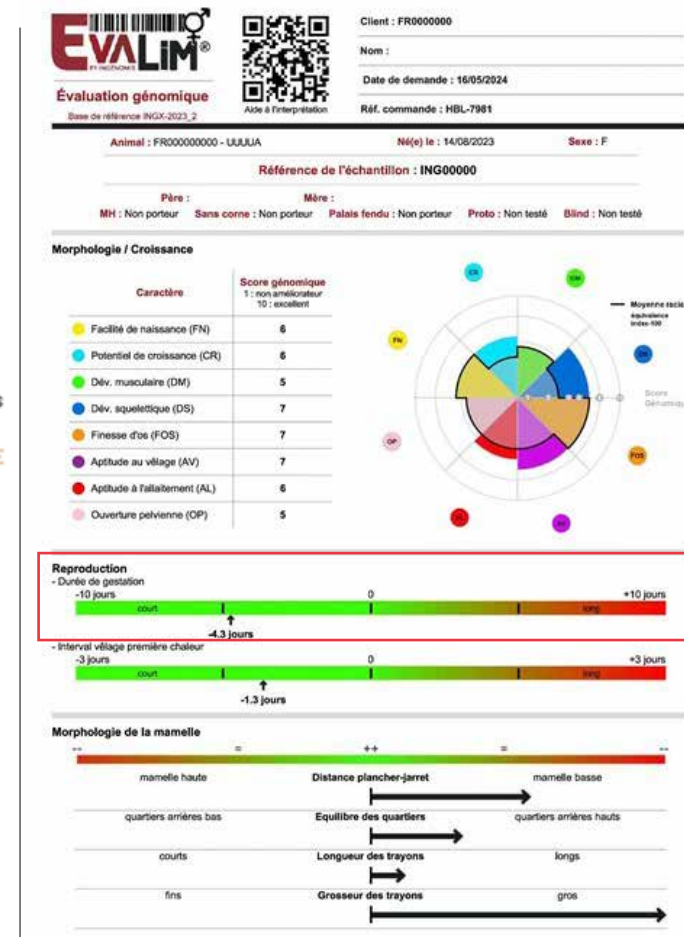 EVALIM®
BY INGENOMIX
Évaluation génomique
Base de référence INGX-2023_2
Aide à l'interprétation
Client : FR0000000
Nom :
Date de demande : 16/05/2024
Réf. commande : HBL-7981
Animal : FR000000000 - UUUUA Né(e) le : 14/08/2023 Sexe : F
Référence de l'échantillon : ING00000
Père : Mère :
MH : Non porteur Sans corne : Non porteur Palais fendu : Non porteur Proto : Non testé Blind : Non testé
Morphologie / Croissance
Caractère Score génomique
1 : non améliorateur
10 : excellent
Facilité de naissance (FN) 6
Potentiel de croissance (CR) 6
Dév. musculaire (DM) 5
Dév. squelettique (DS) 7
Finesse d'os (FOS) 7
Aptitude au vêlage (AV) 7
Aptitude à l'allaitement (AL) 6
Ouverture pelvienne (OP) 5
CR
DM
FN
DS
OP
FOS
AL
AV
Moyenne racia
équivalence
index-100
Score
Génomiqu
Reproduction
- Durée de gestation
-10 jours 0 +10 jours
court long
-4.3 jours
- Interval vêlage première chaleur
-3 jours 0 +3 jours
court long
-1.3 jours
Morphologie de la mamelle
-- = ++ = --
mamelle haute Distance plancher-jarret mamelle basse
quartiers arrières bas Equilibre des quartiers quartiers arrières hauts
courts Longueur des trayons longs
fins Grosseur des trayons gros